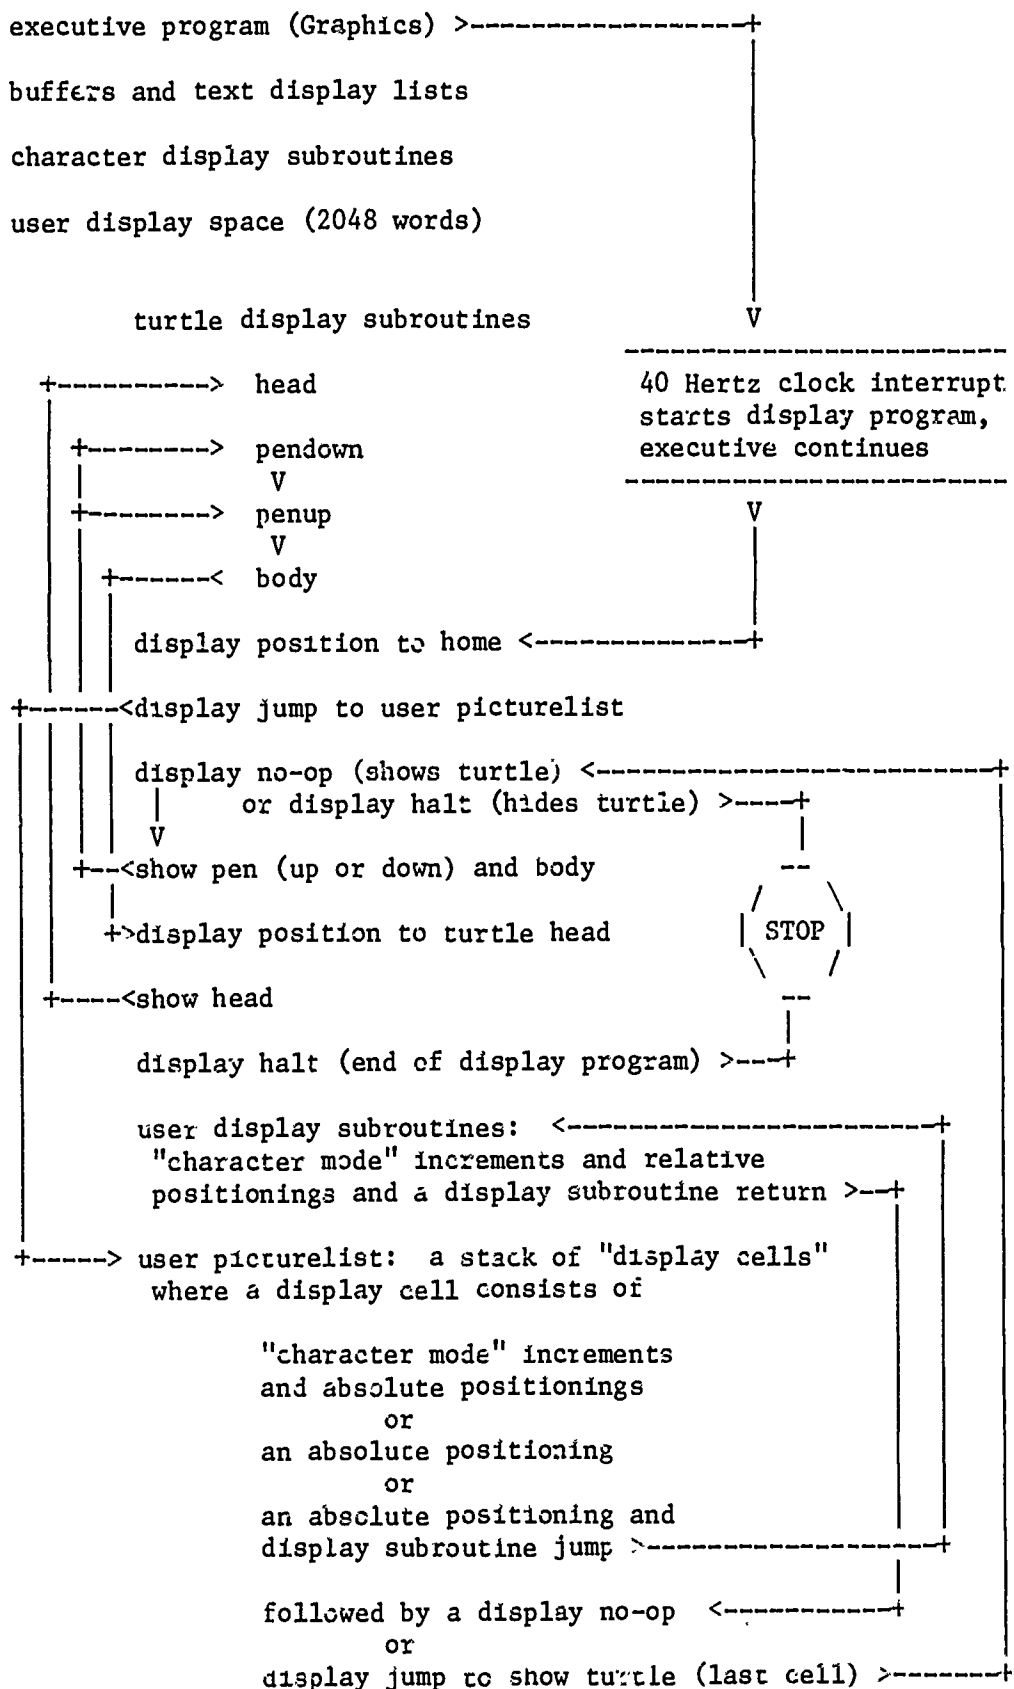 executive program (Graphics) >------------------+
buffers and text display lists
character display subroutines
user display space (2048 words)
turtle display subroutines V
+----------> head
40 Hertz clock interrupt
starts display program,
+--------> pendown executive continues
V
+--------> penup V
V
+------< body
display position to home <--------------+
+------<display jump to user picturelist
display no-op (shows turtle) <--------------------------+
or display halt (hides turtle) >----+
V
+--<show pen (up or down) and body
+>display position to turtle head
STOP
+----<show head
display halt (end of display program) >---+
user display subroutines: <-----------------------+
"character mode" increments and relative
positionings and a display subroutine return >--+
+-----> user picturelist: a stack of "display cells"
where a display cell consists of
"character mode" increments
and absolute positionings
or
an absolute positioning
or
an absolute positioning and
display subroutine jump >-------------------+
followed by a display no-op <-----------+
or
display jump to show turtle (last cell) >-------+